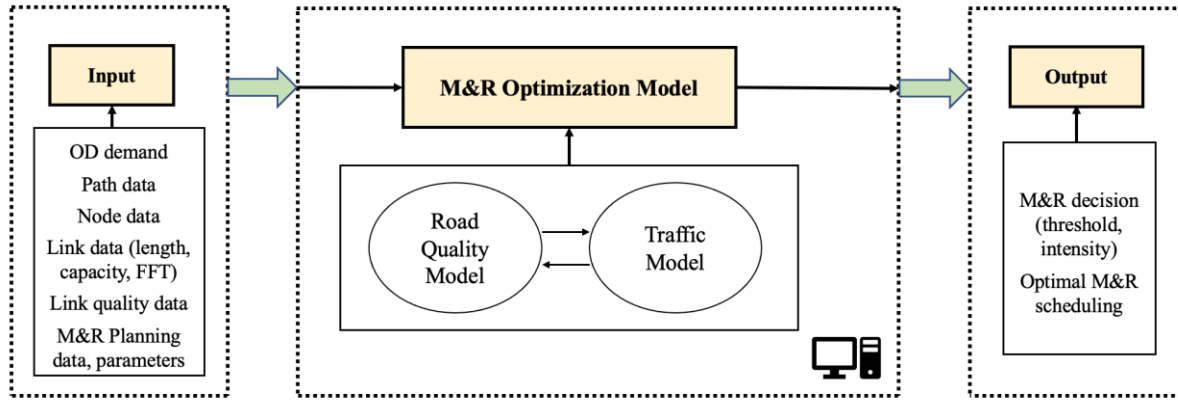 Input
OD demand
Path data
Node data
Link data (length,
capacity, FFT)
Link quality data
M&R Planning
data, parameters
M&R Optimization Model
Road
Quality
Model
Traffic
Model
Output
M&R decision
(threshold,
intensity)
Optimal M&R
scheduling